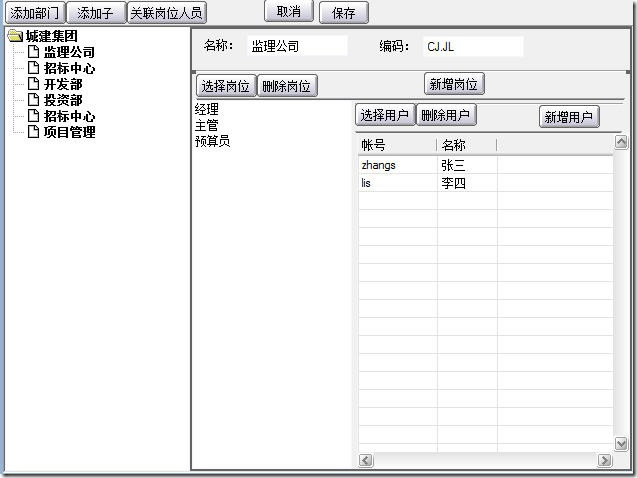 添加部门 添加子 关联岗位人员 取消 保存
城建集团
监理公司
招标中心
开发部
投资部
招标中心
项目管理
名称： 监理公司 编码： CJ.JL
选择岗位 删除岗位 新增岗位
经理
主管
预算员
选择用户 删除用户 新增用户
帐号 名称
zhangs 张三
lis 李四